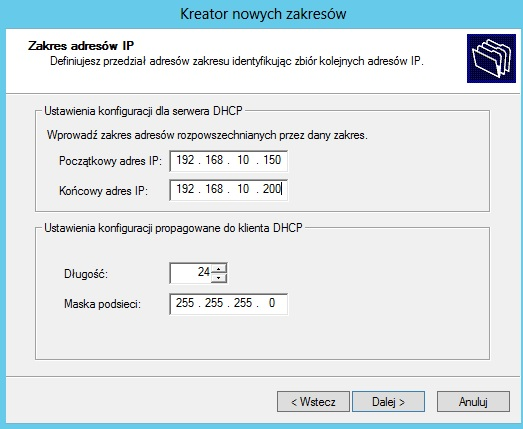 Kreator nowych zakresów
Zakres adresów IP
Definiujesz przedział adresów zakresu identyfikując zbiór kolejnych adresów IP.
Ustawienia konfiguracji dla serwera DHCP
Wprowadź zakres adresów rozpowszechnianych przez dany zakres.
Początkowy adres IP: 192 . 168 . 10 . 150
Końcowy adres IP: 192 . 168 . 10 . 200
Ustawienia konfiguracji propagowane do klienta DHCP
Długość: 24
Maska podsieci: 255 . 255 . 255 . 0
< Wstecz Dalej > Anuluj